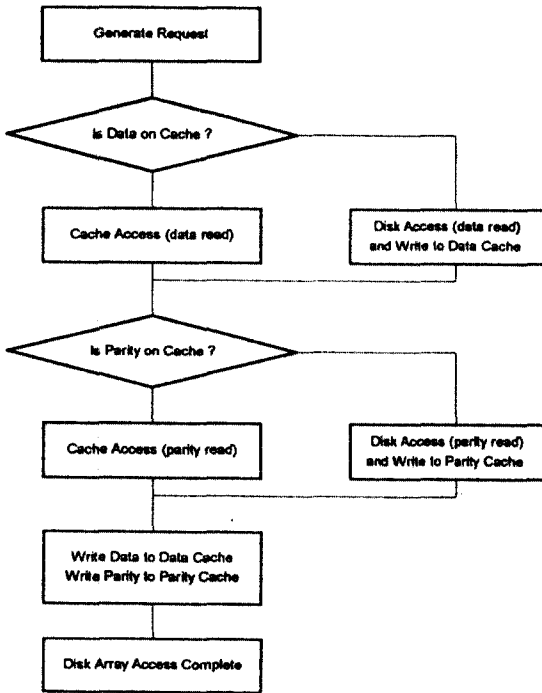 Generate Request
Is Data on Cache ?
Cache Access (data read)
Disk Access (data read)
and Write to Data Cache
Is Parity on Cache ?
Cache Access (parity read)
Disk Access (parity read)
and Write to Parity Cache
Write Data to Data Cache
Write Parity to Parity Cache
Disk Array Access Complete